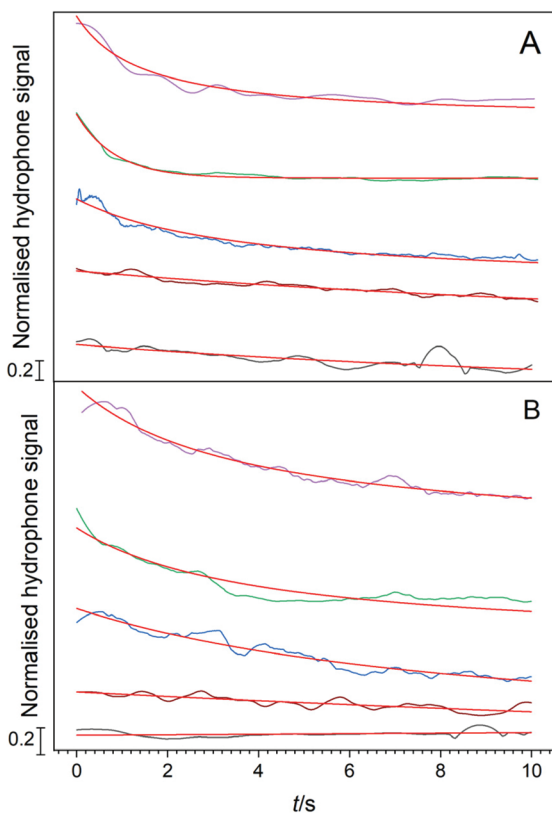 A
Normalised hydrophone signal
0.2
B
Normalised hydrophone signal
0.2
0 2 4 6 8 10
t/s